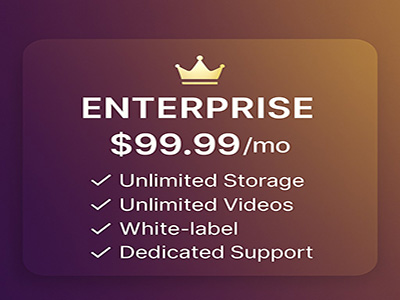 ENTERPRISE
$99.99/mo
✓ Unlimited Storage
✓ Unlimited Videos
✓ White-label
✓ Dedicated Support